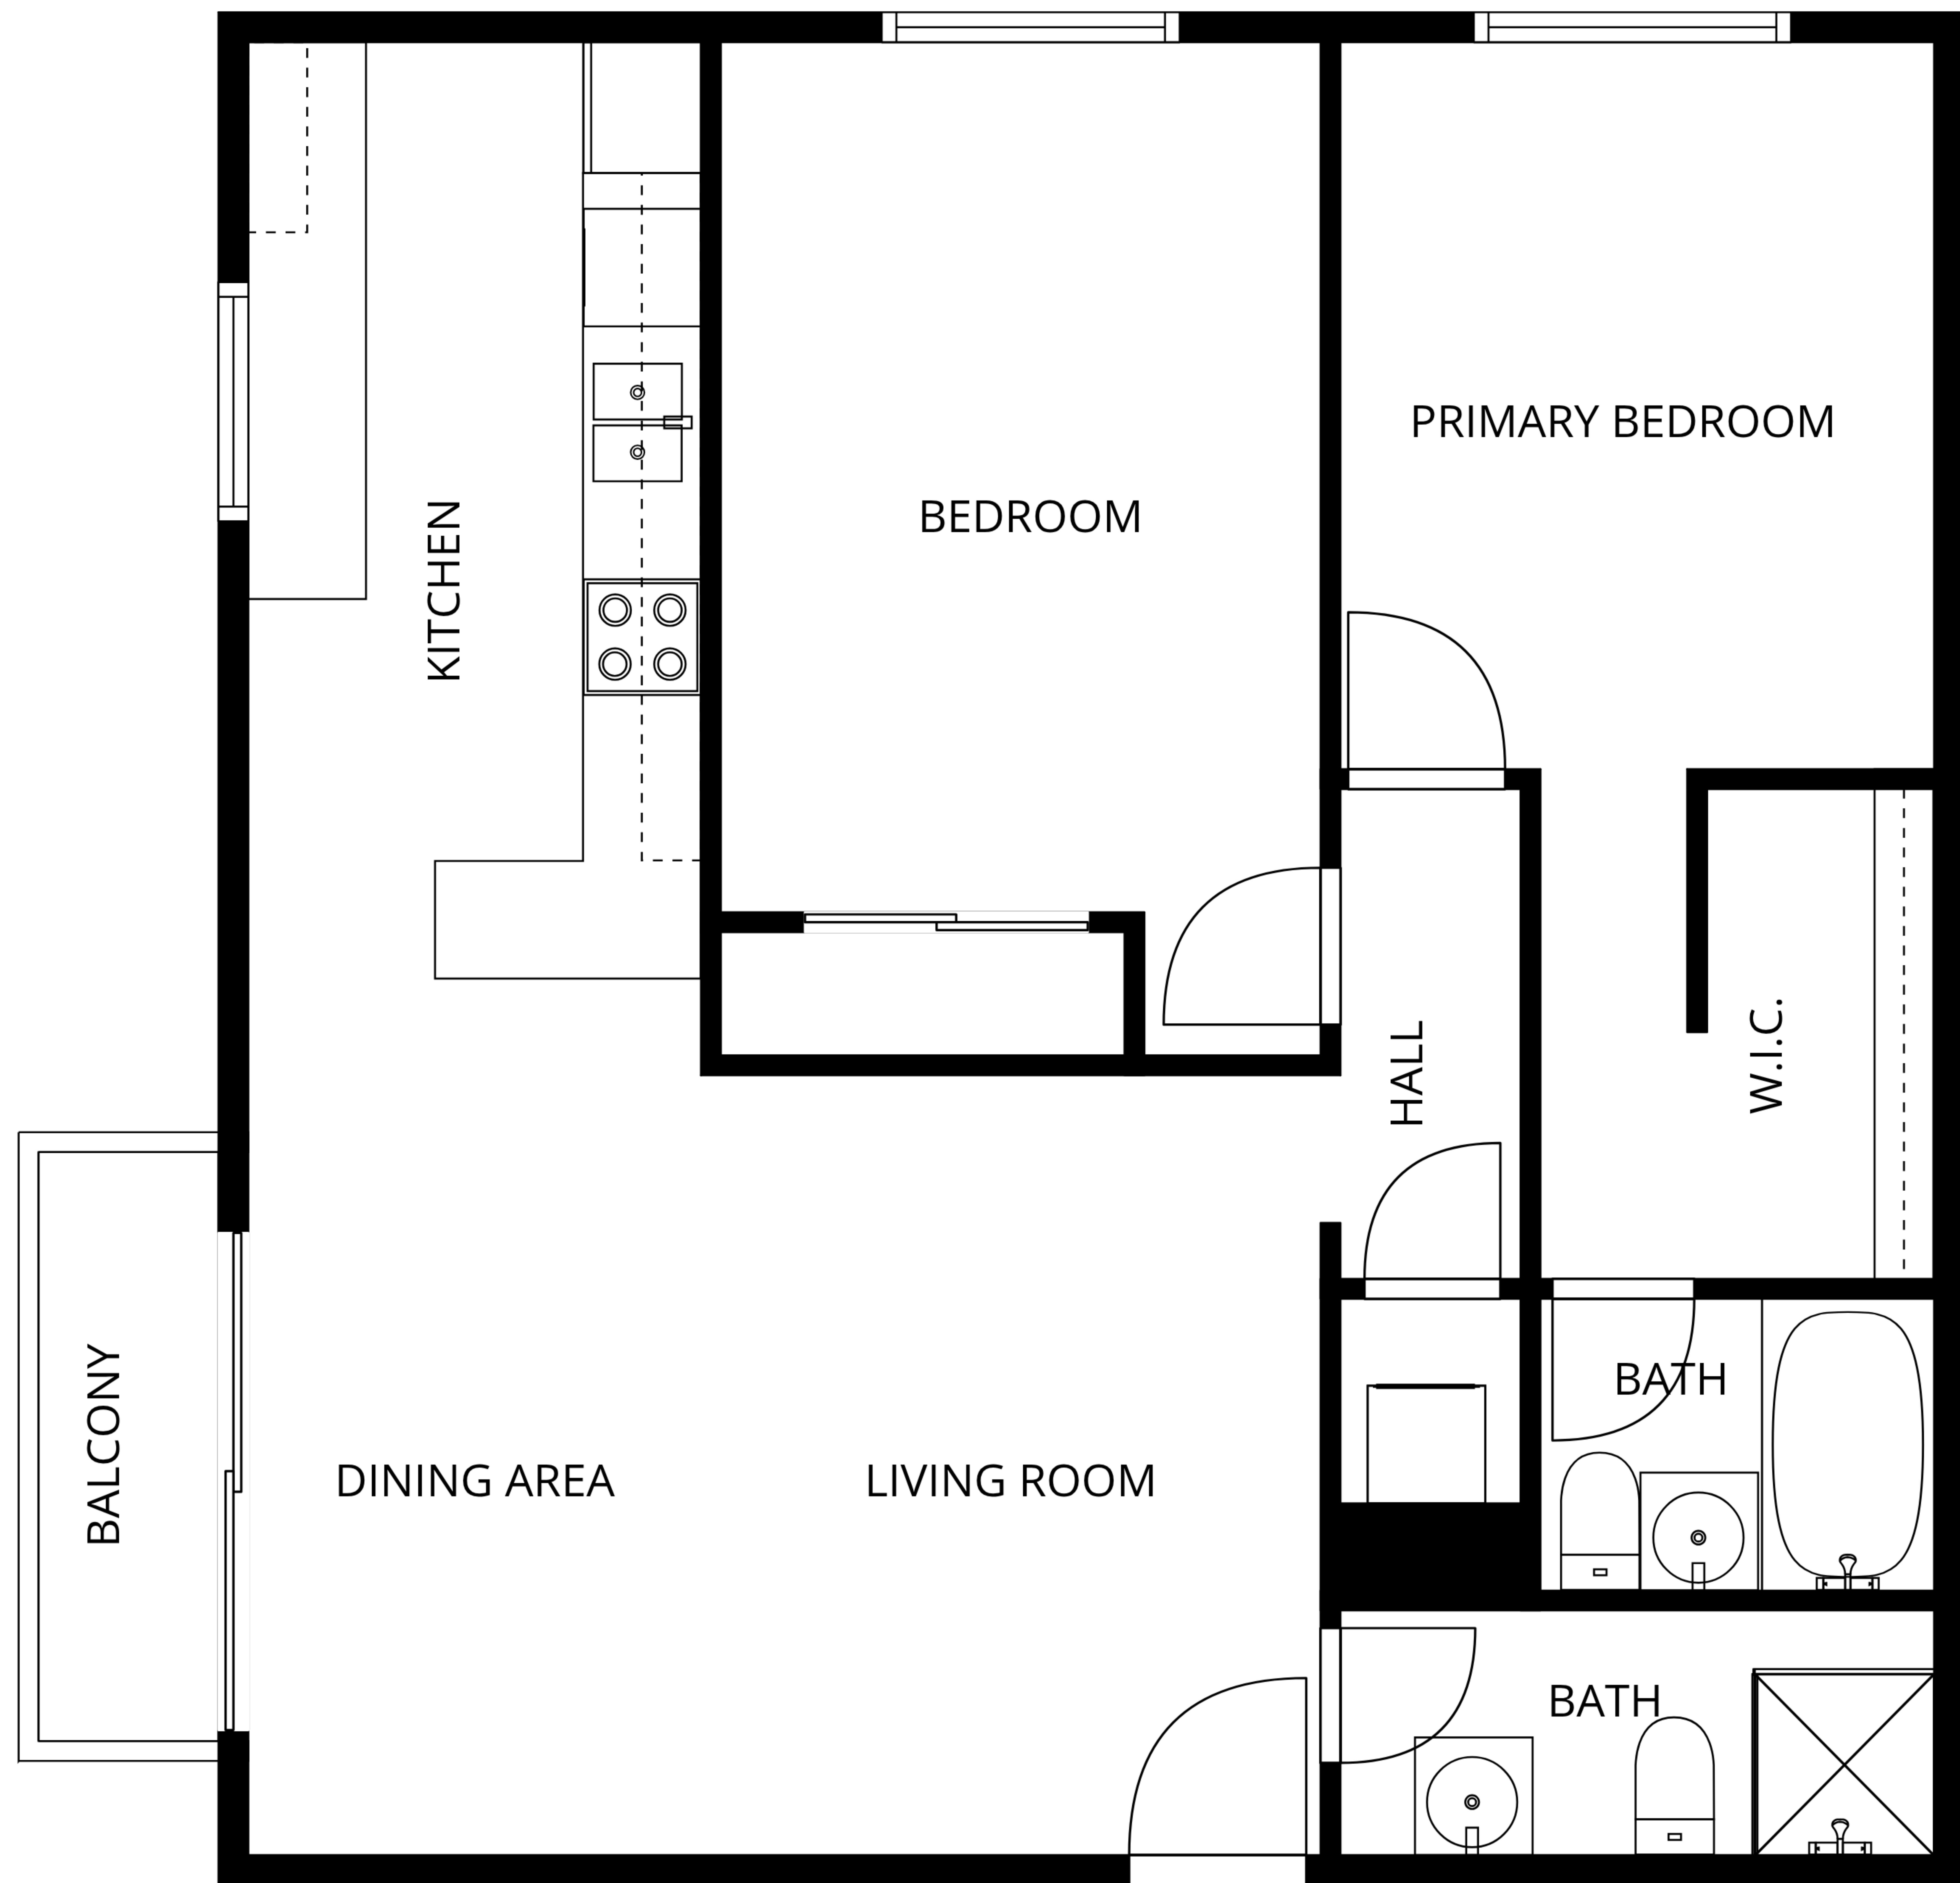 PRIMARY BEDROOM
BEDROOM
KITCHEN
HALL
W.I.C.
BATH
BALCONY
DINING AREA
LIVING ROOM
BATH